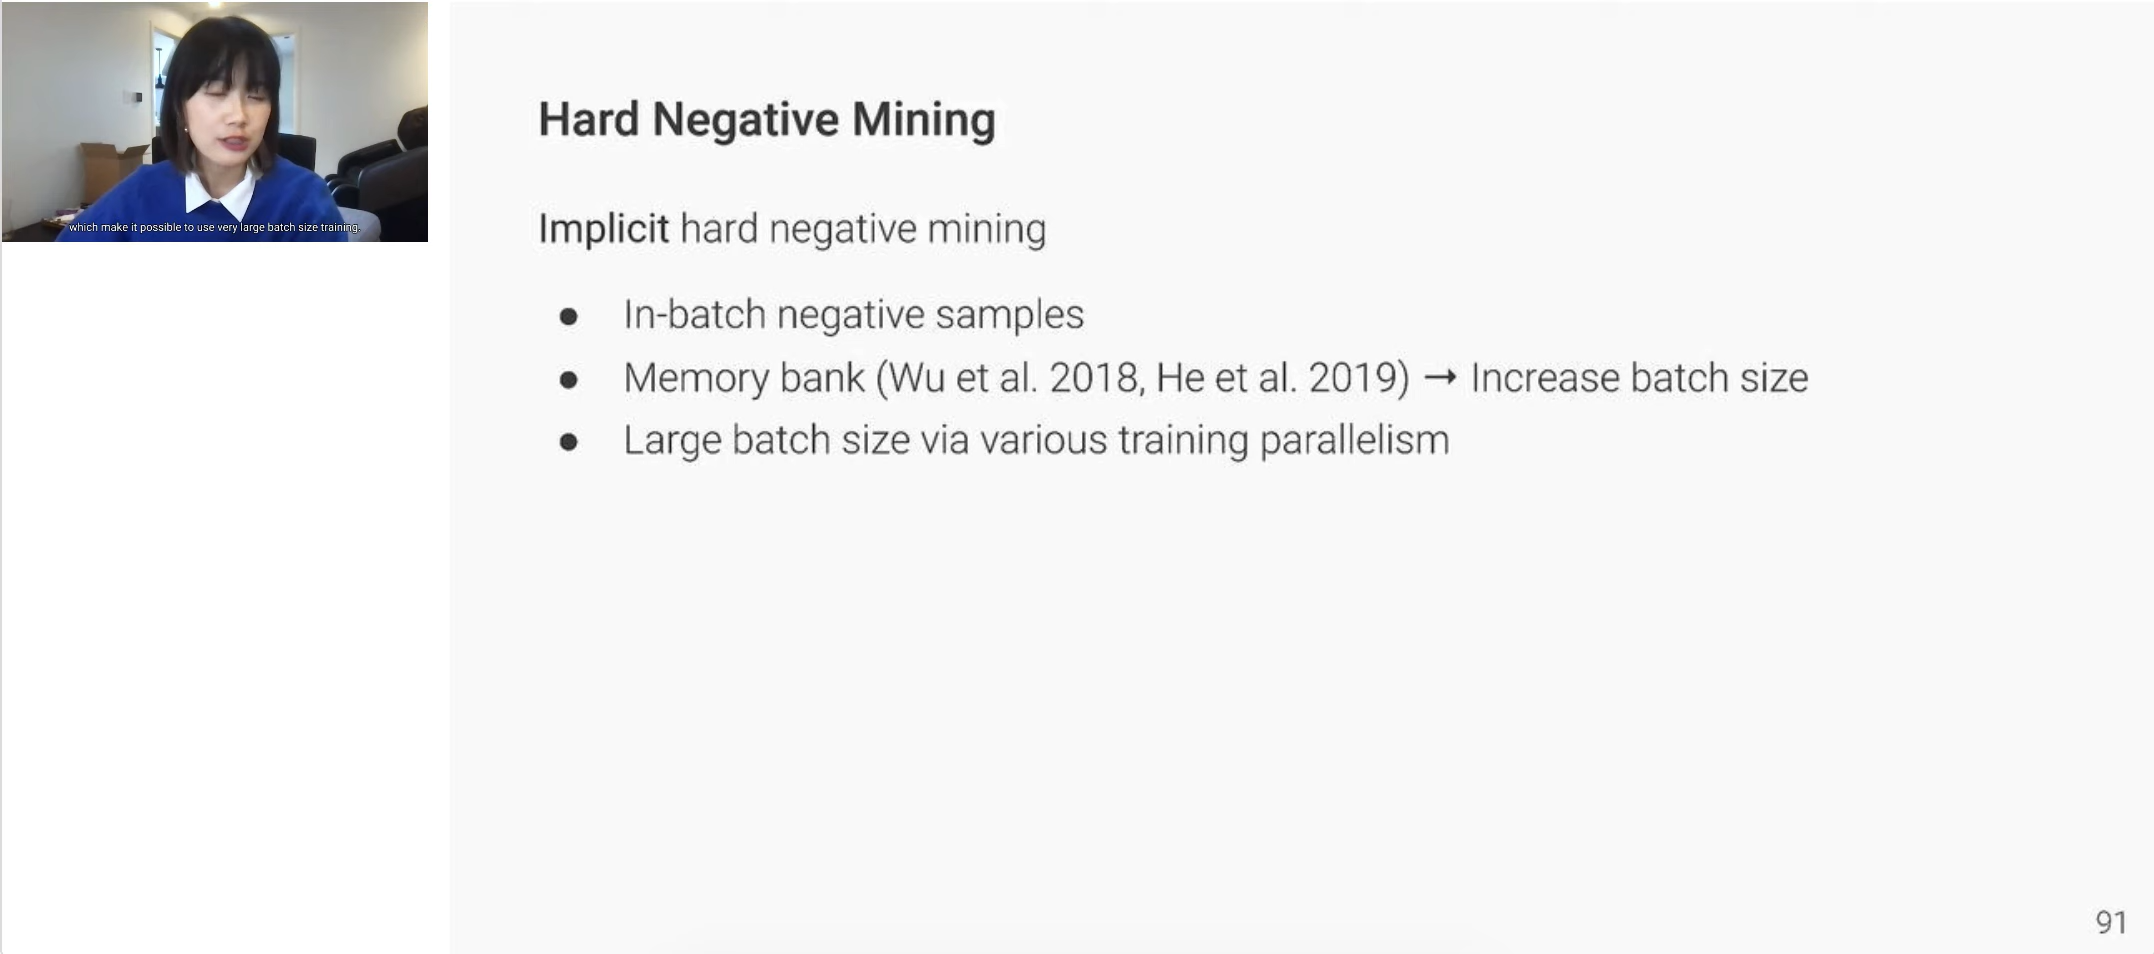 which make it possible to use very large batch size training.
Hard Negative Mining
Implicit hard negative mining
● In-batch negative samples
● Memory bank (Wu et al. 2018, He et al. 2019) → Increase batch size
● Large batch size via various training parallelism
91